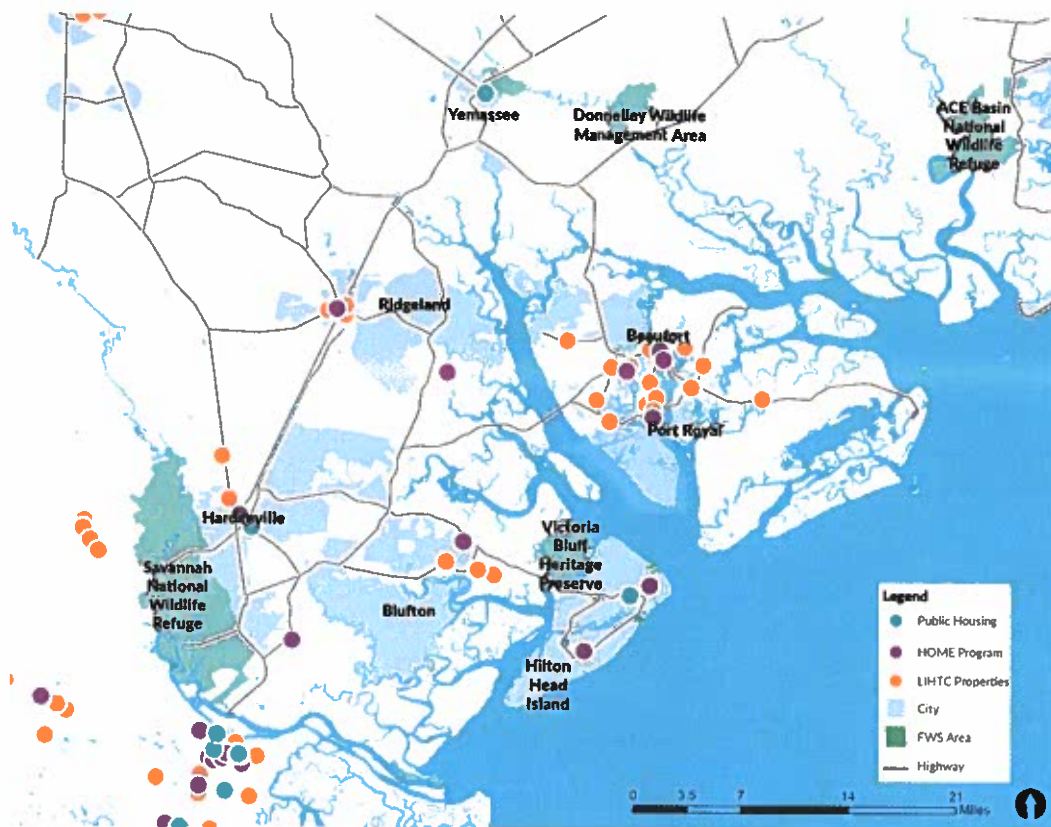 Yemassee
Donnelley Wildlife
Management Area
ACE Basin
National
Wildlife
Refuge
Ridgeland
Beaufort
Port Royal
Hardeeville
Victoria
Bluff
Heritage
Preserve
Savannah
National
Wildlife
Refuge
Blufton
Hilton
Head
Island
Legend
Public Housing
HOME Program
LIHTC Properties
City
FWS Area
Highway
0 3.5 7 14 21
Miles